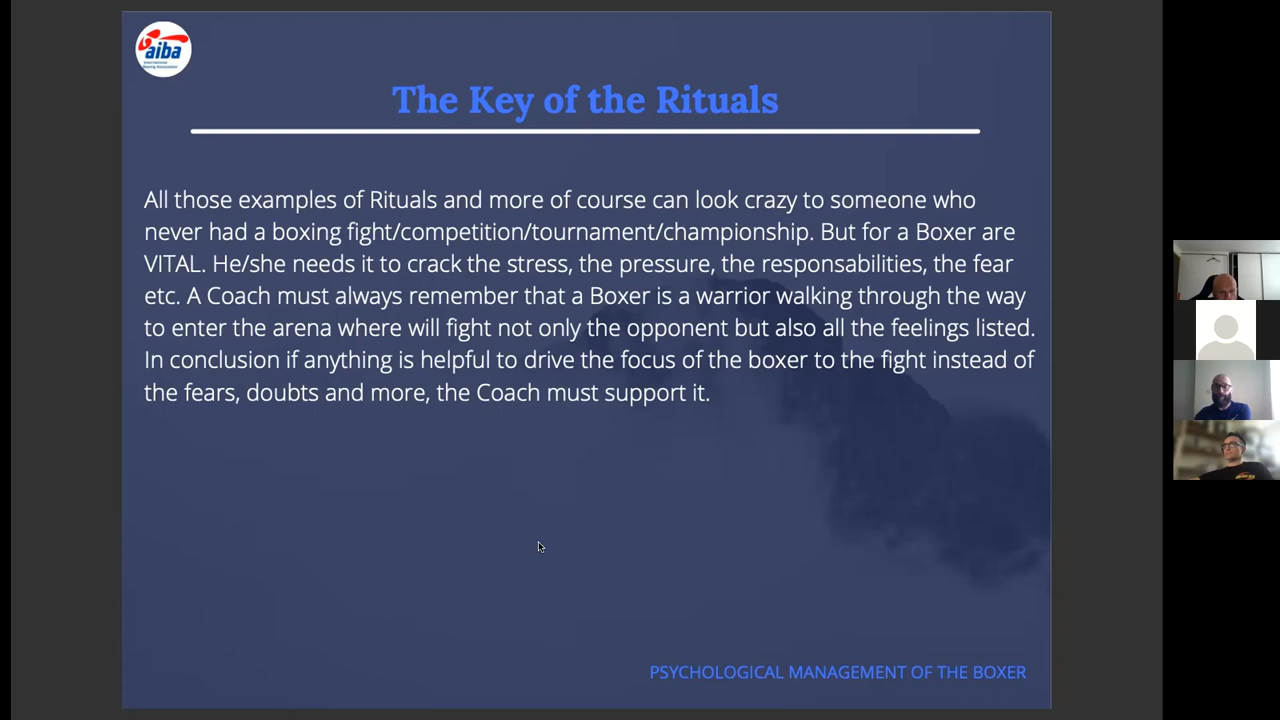 aiba
International
Boxing Association
The Key of the Rituals
All those examples of Rituals and more of course can look crazy to someone who
never had a boxing fight/competition/tournament/championship. But for a Boxer are
VITAL. He/she needs it to crack the stress, the pressure, the responsabilities, the fear
etc. A Coach must always remember that a Boxer is a warrior walking through the way
to enter the arena where will fight not only the opponent but also all the feelings listed.
In conclusion if anything is helpful to drive the focus of the boxer to the fight instead of
the fears, doubts and more, the Coach must support it.
PSYCHOLOGICAL MANAGEMENT OF THE BOXER